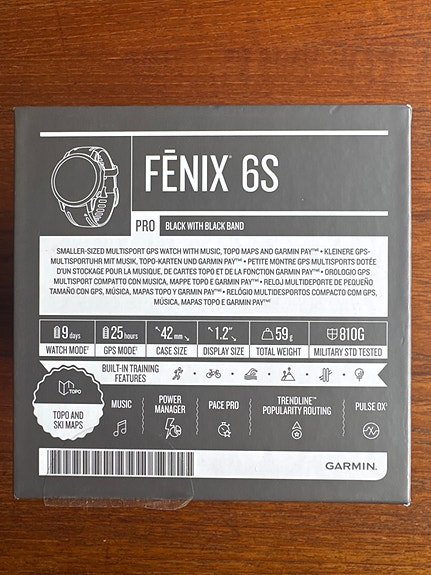 FĒNIX® 6S
PRO BLACK WITH BLACK BAND
SMALLER-SIZED MULTISPORT GPS WATCH WITH MUSIC, TOPO MAPS AND GARMIN PAY™ • KLEINERE GPS-
MULTISPORTUHR MIT MUSIK, TOPO-KARTEN UND GARMIN PAY™ • PETITE MONTRE GPS MULTISPORTS DOTÉE
D'UN STOCKAGE POUR LA MUSIQUE, DE CARTES TOPO ET DE LA FONCTION GARMIN PAY™ • OROLOGIO GPS
MULTISPORT COMPATTO CON MUSICA, MAPPE TOPO E GARMIN PAY™ • RELOJ MULTIDEPORTE DE PEQUEÑO
TAMAÑO CON GPS, MÚSICA, MAPAS TOPO Y GARMIN PAY™ • RELÓGIO MULTIDESPORTOS COMPACTO COM GPS,
MÚSICA, MAPAS TOPO E GARMIN PAY™
9 days 25 hours 42 mm 1.2" 59g 810G
WATCH MODE† GPS MODE† CASE SIZE DISPLAY SIZE TOTAL WEIGHT MILITARY STD TESTED
BUILT-IN TRAINING
FEATURES
TOPO
TOPO AND
SKI MAPS
MUSIC
POWER
MANAGER
PACE PRO
TRENDLINE™
POPULARITY ROUTING
PULSE OX
GARMIN.